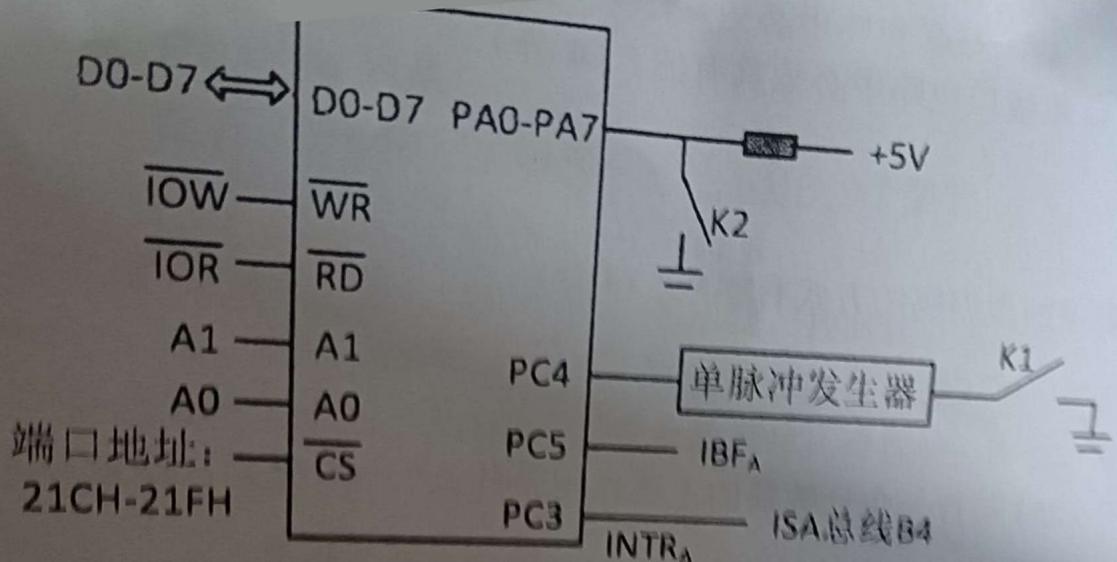 D0-D7
D0-D7 PA0-PA7
+5V
IOW
WR
K2
IOR
RD
A1
A1
PC4
单脉冲发生器
K1
A0
A0
端口地址:
21CH-21FH
CS
PC5
IBFA
PC3
INTRA
ISA总线B4